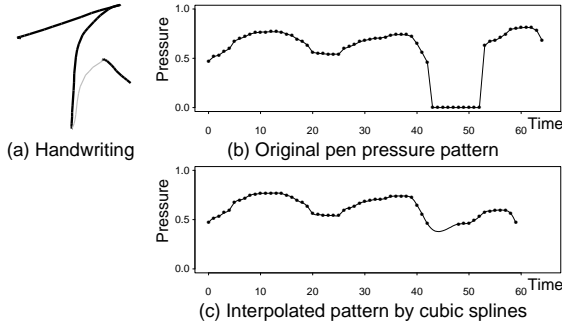 1.0
Pressure
0.5
0.0
0 10 20 30 40 50 60
Time
(a) Handwriting
(b) Original pen pressure pattern
1.0
Pressure
0.5
0.0
0 10 20 30 40 50 60
Time
(c) Interpolated pattern by cubic splines